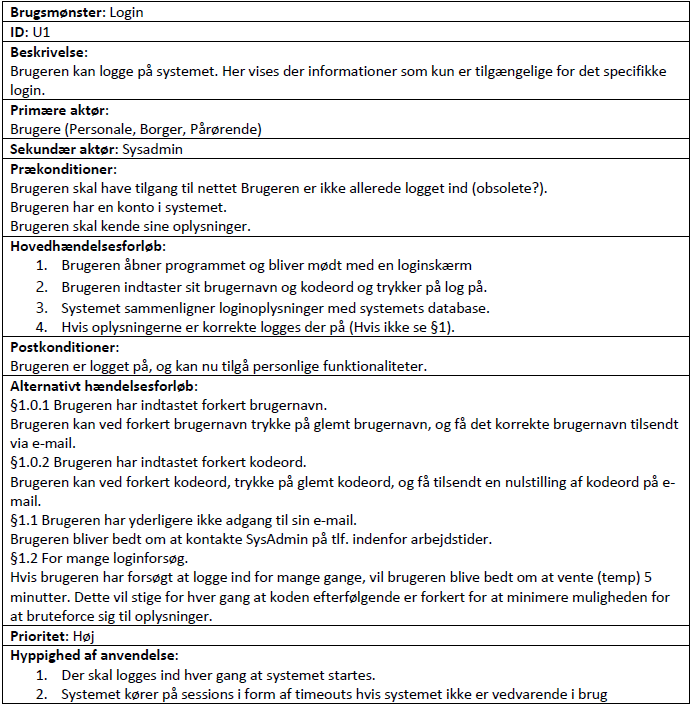 Brugsmønster: Login
ID: U1
Beskrivelse:
Brugeren kan logge på systemet. Her vises der informationer som kun er tilgængelige for det specifikke
login.
Primære aktør:
Brugere (Personale, Borger, Pårørende)
Sekundær aktør: Sysadmin
Prækonditioner:
Brugeren skal have tilgang til nettet Brugeren er ikke allerede logget ind (obsolete?).
Brugeren har en konto i systemet.
Brugeren skal kende sine oplysninger.
Hovedhændelsesforløb:
1. Brugeren åbner programmet og bliver mødt med en loginskærm
2. Brugeren indtaster sit brugernavn og kodeord og trykker på log på.
3. Systemet sammenligner loginoplysninger med systemets database.
4. Hvis oplysningerne er korrekte logges der på (Hvis ikke se §1).
Postkonditioner:
Brugeren er logget på, og kan nu tilgå personlige funktionaliteter.
Alternativt hændelsesforløb:
§1.0.1 Brugeren har indtastet forkert brugernavn.
Brugeren kan ved forkert brugernavn trykke på glemt brugernavn, og få det korrekte brugernavn tilsendt
via e-mail.
§1.0.2 Brugeren har indtastet forkert kodeord.
Brugeren kan ved forkert kodeord, trykke på glemt kodeord, og få tilsendt en nulstilling af kodeord på e-
mail.
§1.1 Brugeren har yderligere ikke adgang til sin e-mail.
Brugeren bliver bedt om at kontakte SysAdmin på tlf. indenfor arbejdstider.
§1.2 For mange loginforsøg.
Hvis brugeren har forsøgt at logge ind for mange gange, vil brugeren blive bedt om at vente (temp) 5
minutter. Dette vil stige for hver gang at koden efterfølgende er forkert for at minimere muligheden for
at bruteforce sig til oplysninger.
Prioritet: Høj
Hyppighed af anvendelse:
1. Der skal logges ind hver gang at systemet startes.
2. Systemet kører på sessions i form af timeouts hvis systemet ikke er vedvarende i brug